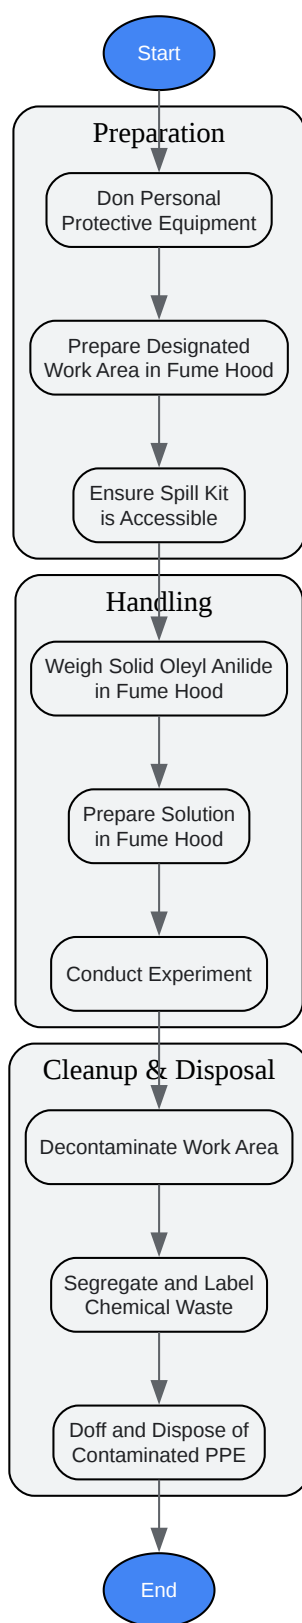 Start
Preparation
Don Personal
Protective Equipment
Prepare Designated
Work Area in Fume Hood
Ensure Spill Kit
is Accessible
Handling
Weigh Solid Oleyl Anilide
in Fume Hood
Prepare Solution
in Fume Hood
Conduct Experiment
Cleanup & Disposal
Decontaminate Work Area
Segregate and Label
Chemical Waste
Doff and Dispose of
Contaminated PPE
End